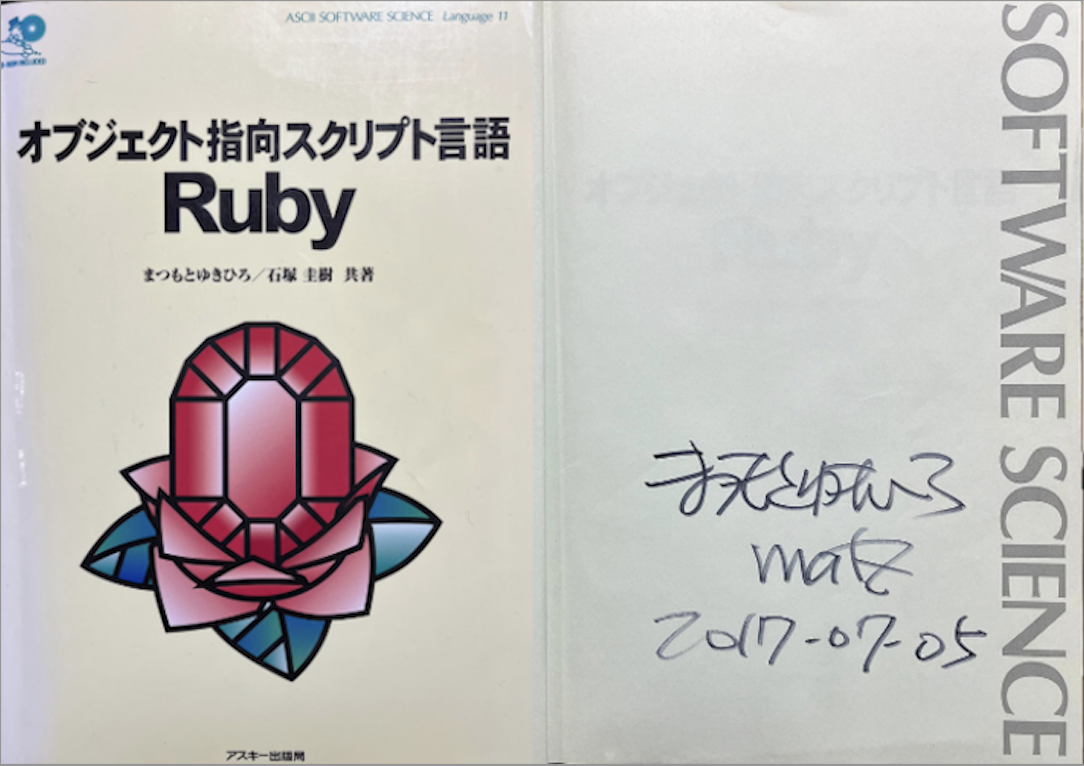 ASCII SOFTWARE SCIENCE Language 11
オブジェクト指向スクリプト言語
Ruby
まつもとゆきひろ／石塚 圭樹 共著
アスキー出版局
SOFTWARE SCIENCE
まつもとゆきひろ
matz
2017-07-05